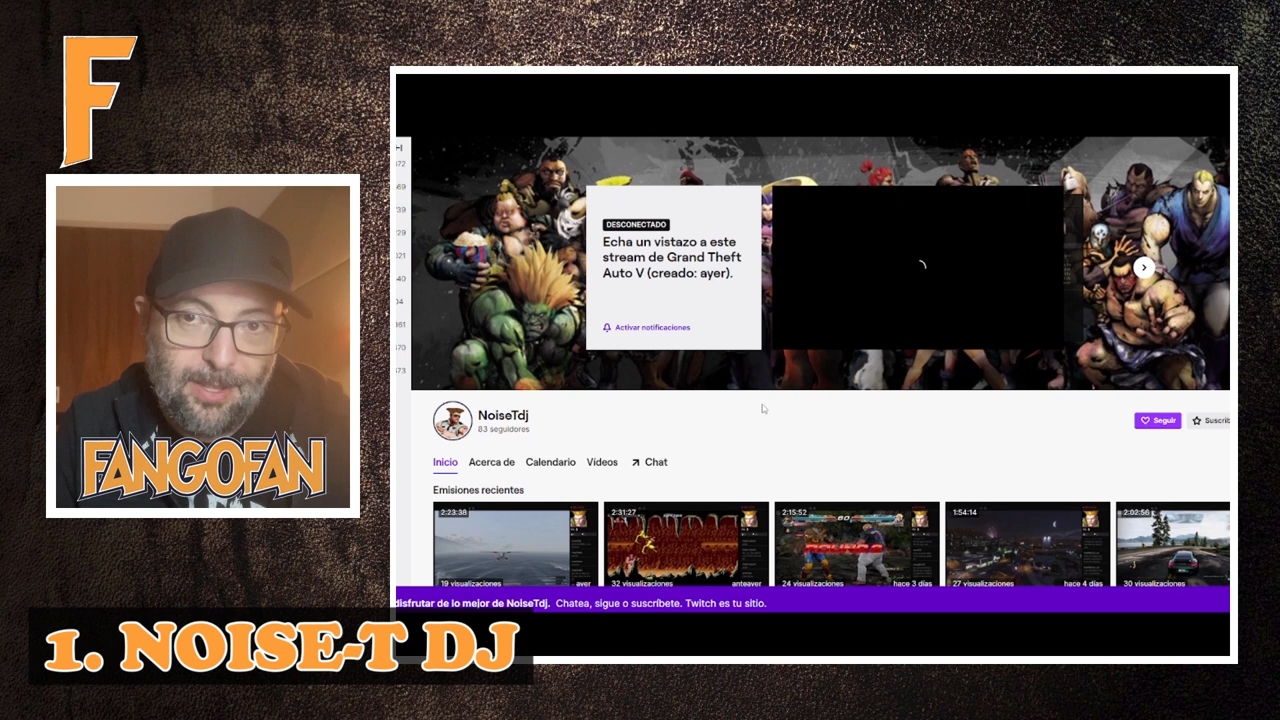 F
FANGOFAN
1. NOISE-T DJ
DESCONECTADO
Echa un vistazo a este
stream de Grand Theft
Auto V (creado: ayer).
Activar notificaciones
NoiseTdj
83 seguidores
Seguir
Suscrib
Inicio
Acerca de
Calendario
Vídeos
Chat
Emisiones recientes
2:23:38
2:31:27
2:15:52
1:54:14
2:02:56
19 visualizaciones
ayer
32 visualizaciones
anteayer
24 visualizaciones
hace 3 días
27 visualizaciones
hace 4 días
30 visualizaciones
disfrutar de lo mejor de NoiseTdj. Chatea, sigue o suscríbete. Twitch es tu sitio.